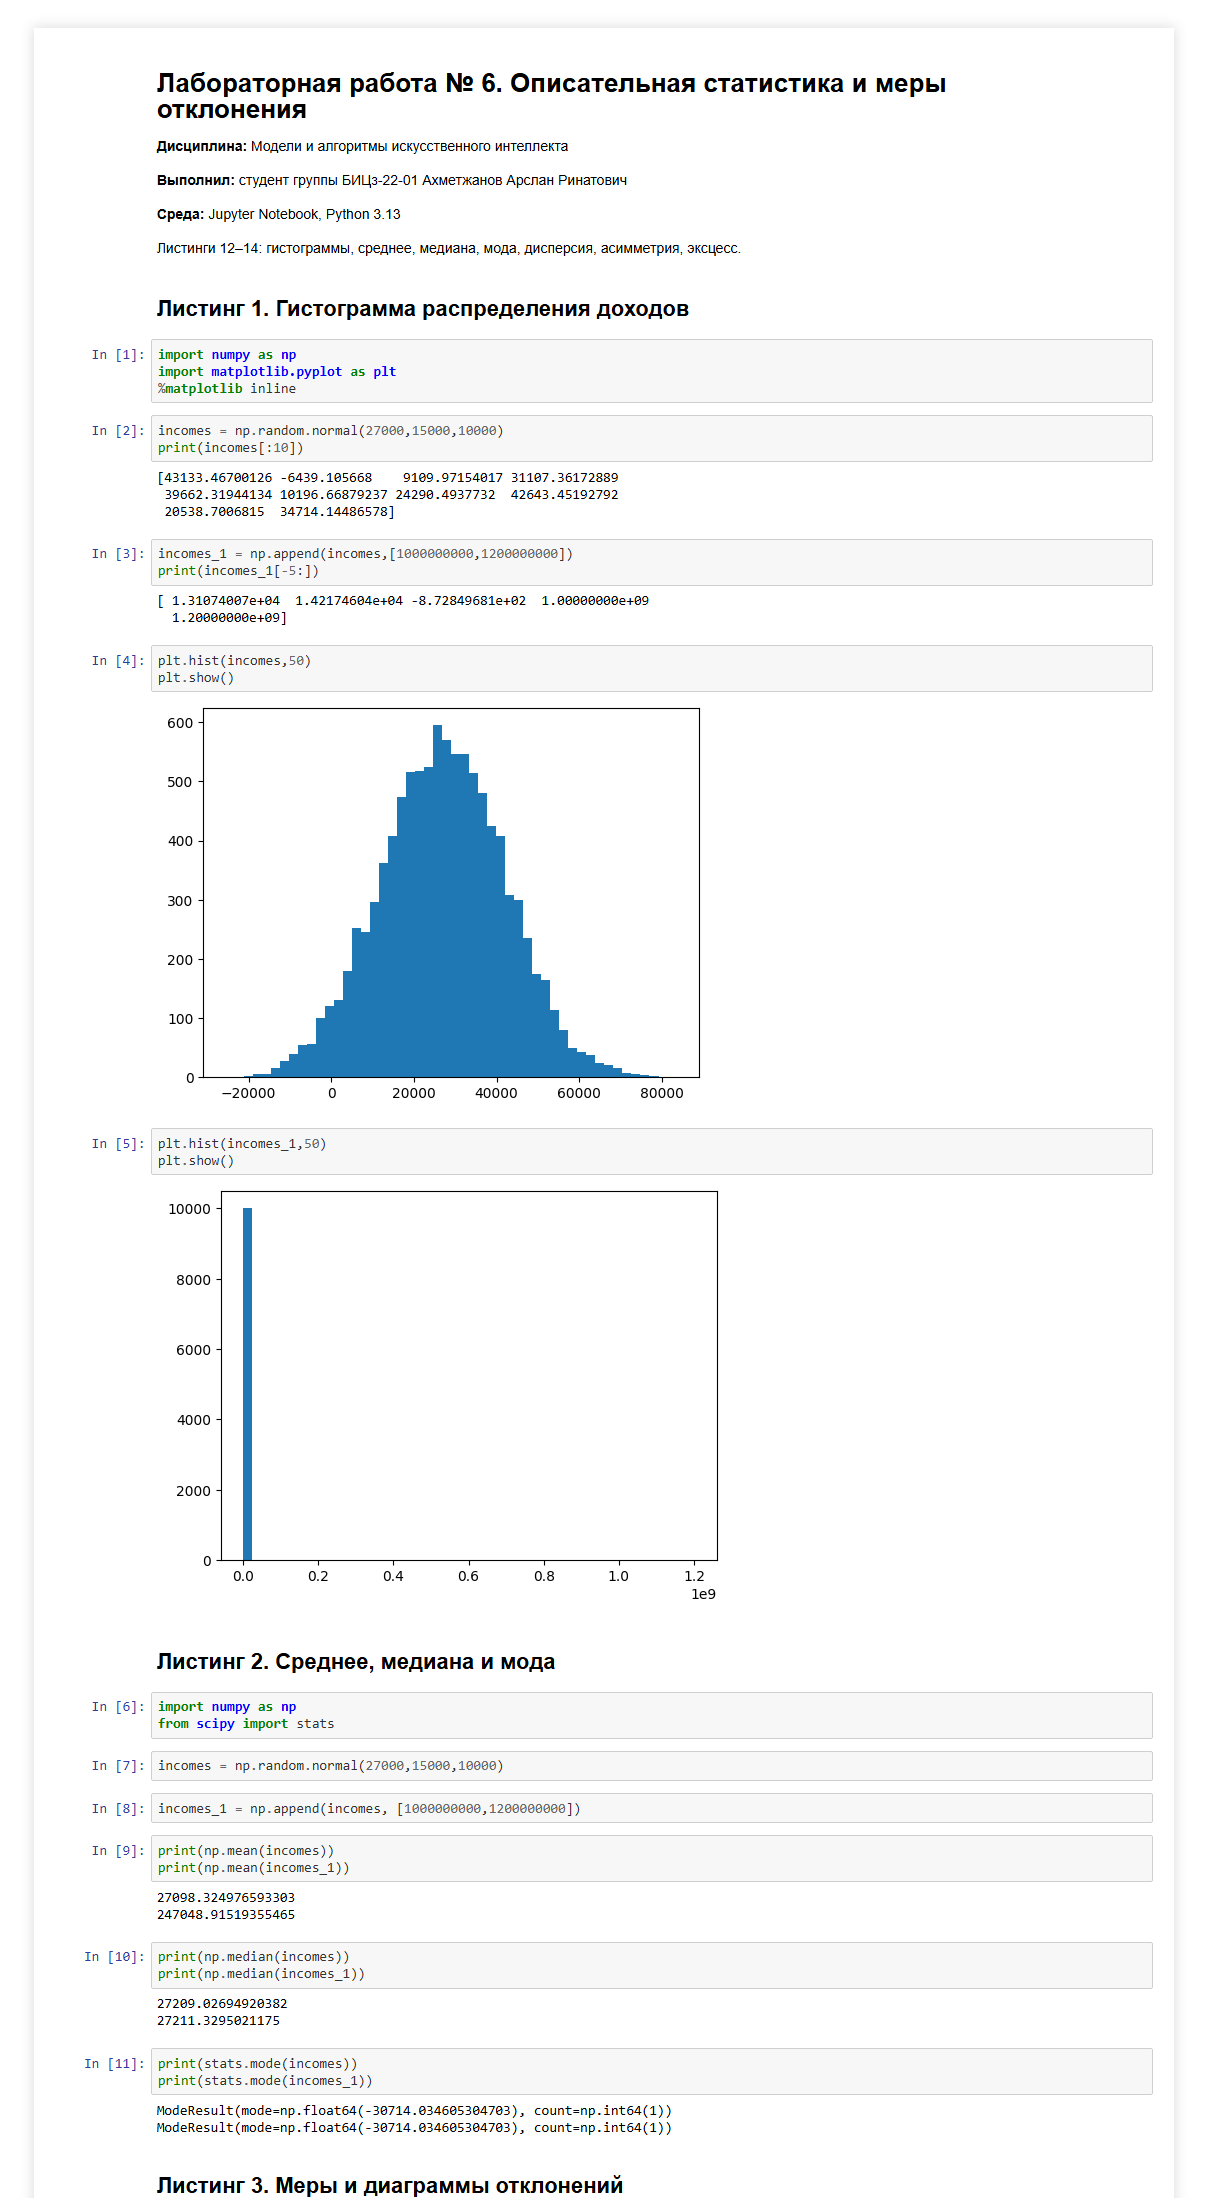 Лабораторная работа № 6. Описательная статистика и меры
отклонения
Дисциплина: Модели и алгоритмы искусственного интеллекта
Выполнил: студент группы БИЦз-22-01 Ахметжанов Арслан Ринатович
Среда: Jupyter Notebook, Python 3.13
Листинги 12–14: гистограммы, среднее, медиана, мода, дисперсия, асимметрия, эксцесс.
Листинг 1. Гистограмма распределения доходов
In [1]: import numpy as np
import matplotlib.pyplot as plt
%matplotlib inline
In [2]: incomes = np.random.normal(27000,15000,10000)
print(incomes[:10])
[43133.46700126 -6439.105668    9109.97154017 31107.36172889
 39662.31944134 10196.66879237 24290.4937732  42643.45192792
 20538.7006815  34714.14486578]
In [3]: incomes_1 = np.append(incomes,[1000000000,1200000000])
print(incomes_1[-5:])
[ 1.31074007e+04  1.42174604e+04 -8.72849681e+02  1.00000000e+09
  1.20000000e+09]
In [4]: plt.hist(incomes,50)
plt.show()
600
500
400
300
200
100
0
−20000 0 20000 40000 60000 80000
In [5]: plt.hist(incomes_1,50)
plt.show()
10000
8000
6000
4000
2000
0
0.0 0.2 0.4 0.6 0.8 1.0 1.2
1e9
Листинг 2. Среднее, медиана и мода
In [6]: import numpy as np
from scipy import stats
In [7]: incomes = np.random.normal(27000,15000,10000)
In [8]: incomes_1 = np.append(incomes, [1000000000,1200000000])
In [9]: print(np.mean(incomes))
print(np.mean(incomes_1))
27098.324976593303
247048.91519355465
In [10]: print(np.median(incomes))
print(np.median(incomes_1))
27209.02694920382
27211.3295021175
In [11]: print(stats.mode(incomes))
print(stats.mode(incomes_1))
ModeResult(mode=np.float64(-30714.034605304703), count=np.int64(1))
ModeResult(mode=np.float64(-30714.034605304703), count=np.int64(1))
Листинг 3. Меры и диаграммы отклонений